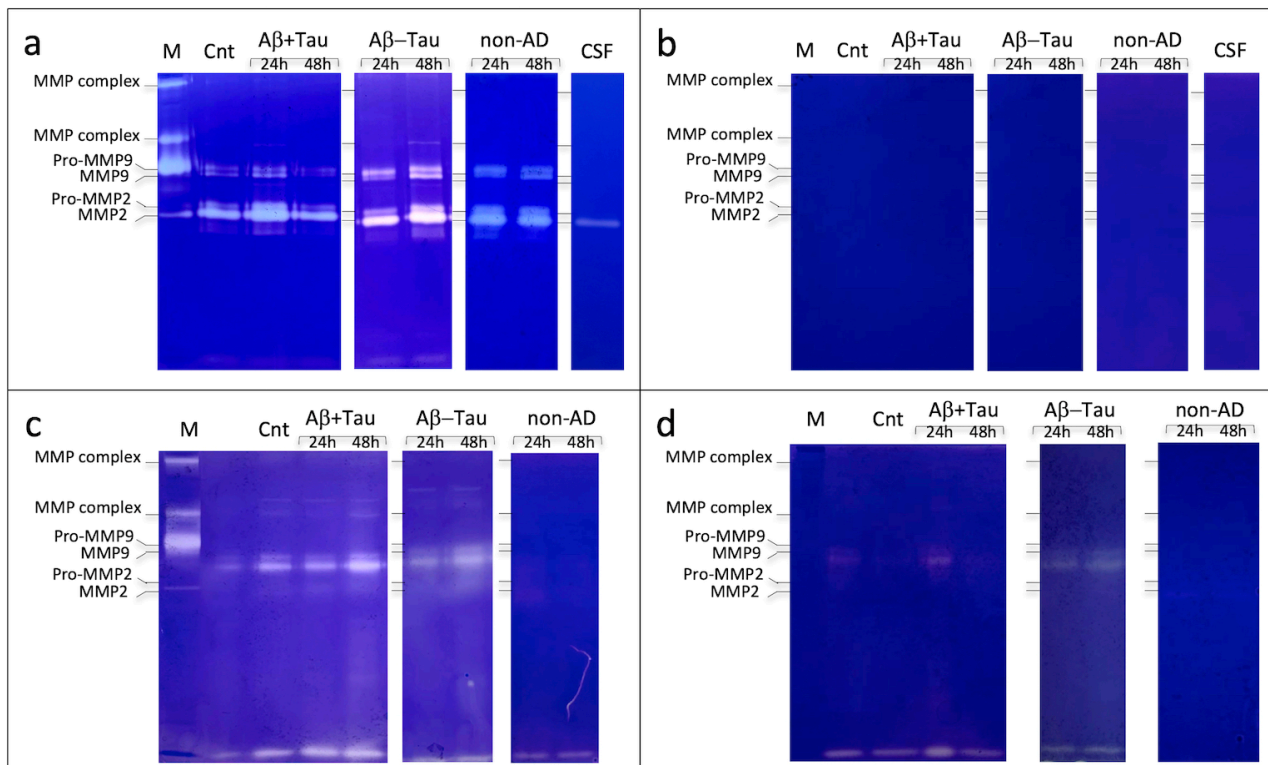 a
M Cnt Aβ+Tau Aβ−Tau non-AD CSF
24h 48h 24h 48h 24h 48h
MMP complex
MMP complex
Pro-MMP9
MMP9
Pro-MMP2
MMP2
b
M Cnt Aβ+Tau Aβ−Tau non-AD CSF
24h 48h 24h 48h 24h 48h
MMP complex
MMP complex
Pro-MMP9
MMP9
Pro-MMP2
MMP2
c
M Cnt Aβ+Tau Aβ−Tau non-AD
24h 48h 24h 48h 24h 48h
MMP complex
MMP complex
Pro-MMP9
MMP9
Pro-MMP2
MMP2
d
M Cnt Aβ+Tau Aβ−Tau non-AD
24h 48h 24h 48h 24h 48h
MMP complex
MMP complex
Pro-MMP9
MMP9
Pro-MMP2
MMP2